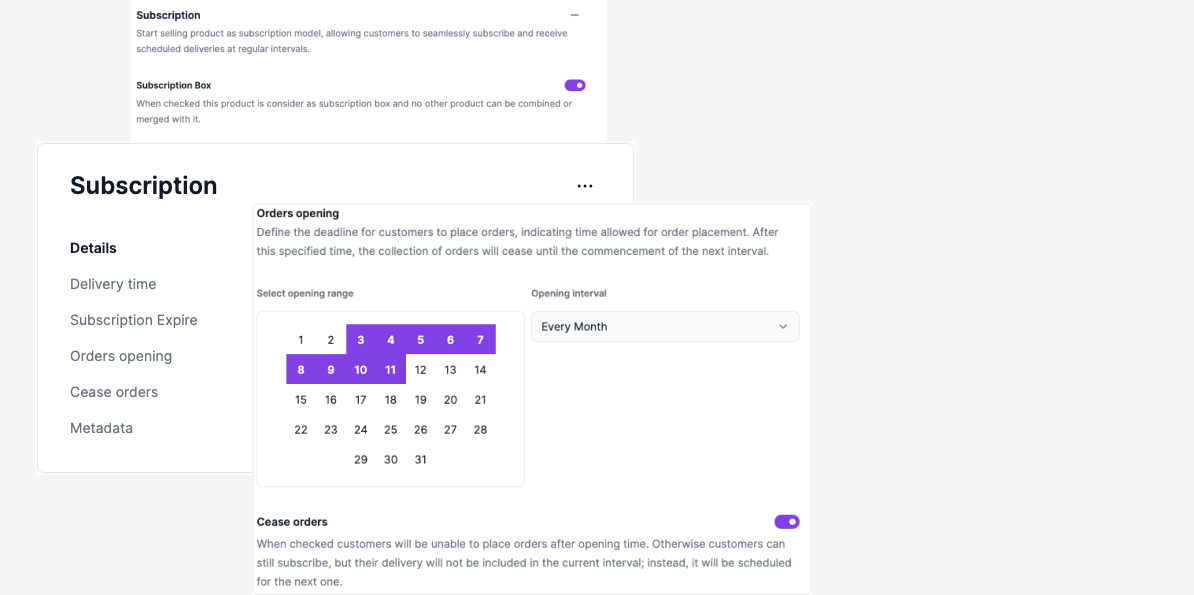 Subscription
Start selling product as subscription model, allowing customers to seamlessly subscribe and receive
scheduled deliveries at regular intervals.
Subscription Box
When checked this product is consider as subscription box and no other product can be combined or
merged with it.
Subscription
Details
Delivery time
Subscription Expire
Orders opening
Cease orders
Metadata
Orders opening
Define the deadline for customers to place orders, indicating time allowed for order placement. After
this specified time, the collection of orders will cease until the commencement of the next interval.
Select opening range
Opening interval
Every Month
1 2 3 4 5 6 7
8 9 10 11 12 13 14
15 16 17 18 19 20 21
22 23 24 25 26 27 28
29 30 31
Cease orders
When checked customers will be unable to place orders after opening time. Otherwise customers can
still subscribe, but their delivery will not be included in the current interval; instead, it will be scheduled
for the next one.